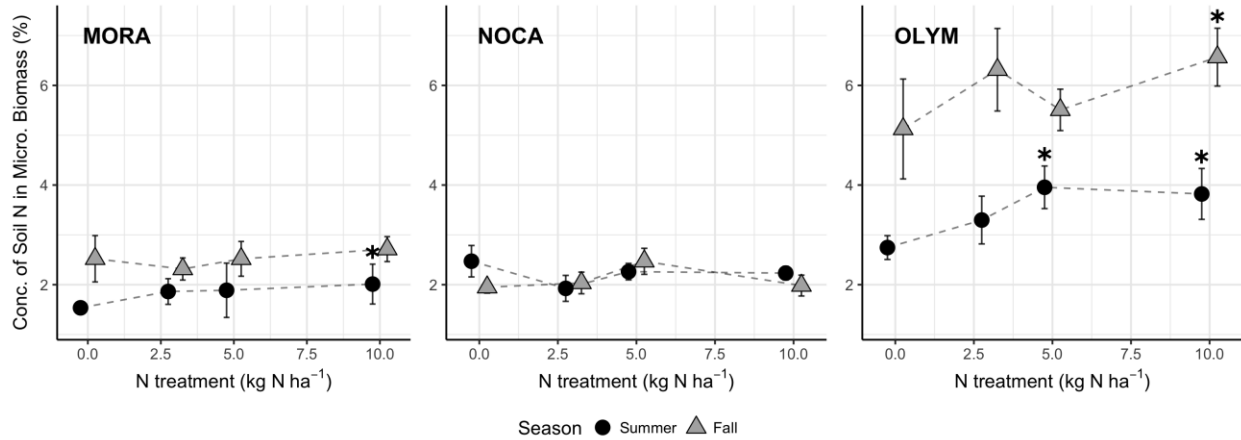 Conc. of Soil N in Micro. Biomass (%)
MORA
NOCA
OLYM
6
4
2
6
4
2
6
4
2
*
*
*
*
0.0 2.5 5.0 7.5 10.0
0.0 2.5 5.0 7.5 10.0
0.0 2.5 5.0 7.5 10.0
N treatment (kg N ha⁻¹)
N treatment (kg N ha⁻¹)
N treatment (kg N ha⁻¹)
Season Summer Fall